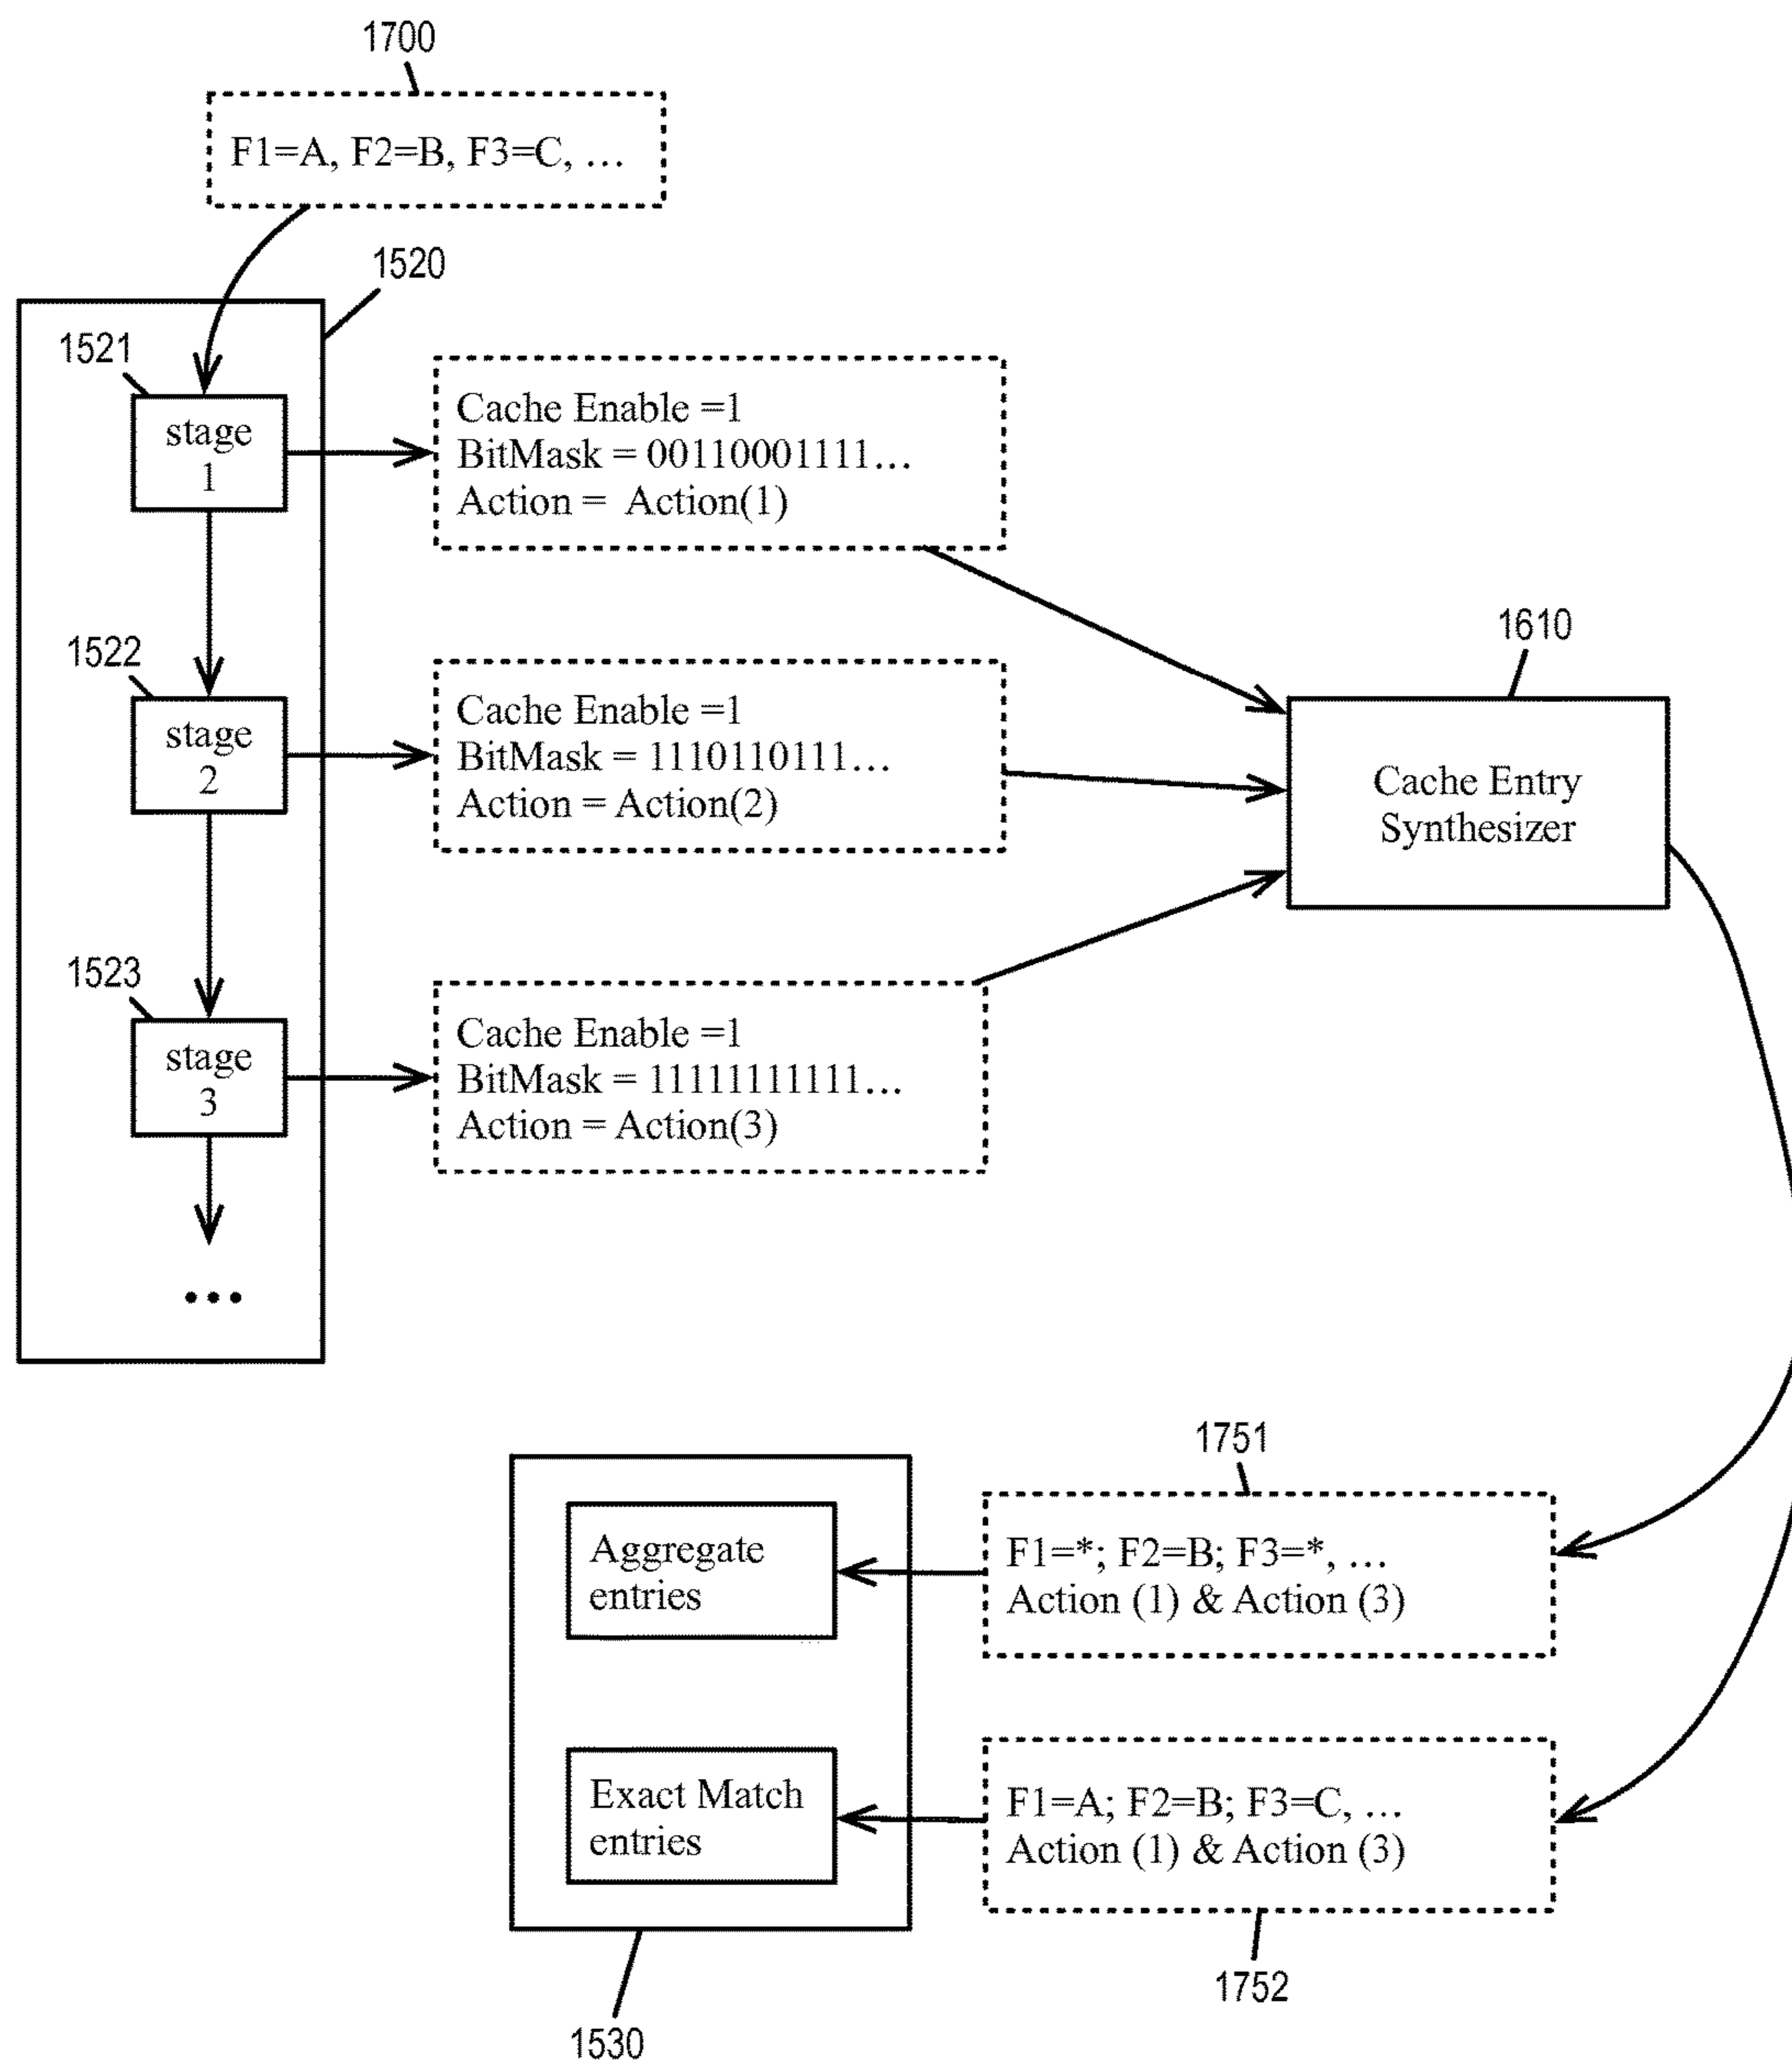 1700
F1=A, F2=B, F3=C, …
1520
1521
stage
1
Cache Enable =1
BitMask = 00110001111…
Action = Action(1)
1522
stage
2
Cache Enable =1
BitMask = 1110110111…
Action = Action(2)
1610
Cache Entry
Synthesizer
1523
stage
3
Cache Enable =1
BitMask = 11111111111…
Action = Action(3)
…
1751
Aggregate
entries
F1=*; F2=B; F3=*, …
Action (1) & Action (3)
Exact Match
entries
F1=A; F2=B; F3=C, …
Action (1) & Action (3)
1752
1530